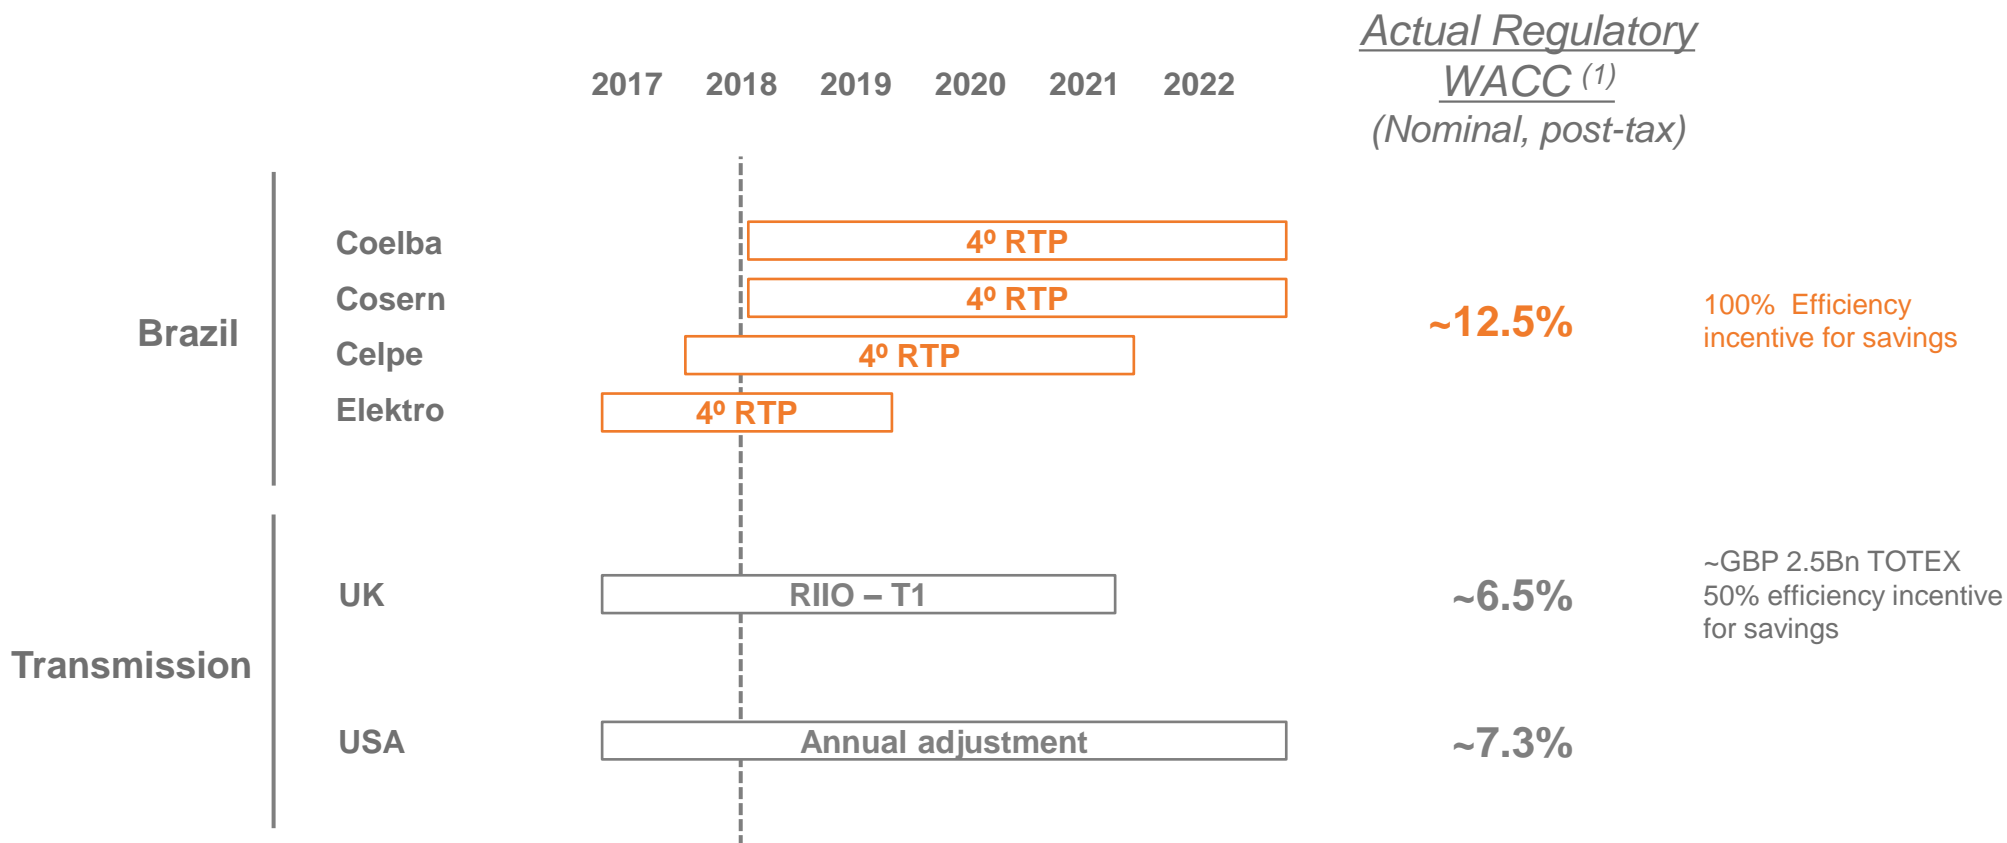 Actual Regulatory
WACC (1)
(Nominal, post-tax)
2017 2018 2019 2020 2021 2022
Brazil
Coelba
4º RTP
Cosern
4º RTP
Celpe
4º RTP
Elektro
4º RTP
~12.5%
100% Efficiency
incentive for savings
Transmission
UK
RIIO – T1
~6.5%
~GBP 2.5Bn TOTEX
50% efficiency incentive
for savings
USA
Annual adjustment
~7.3%